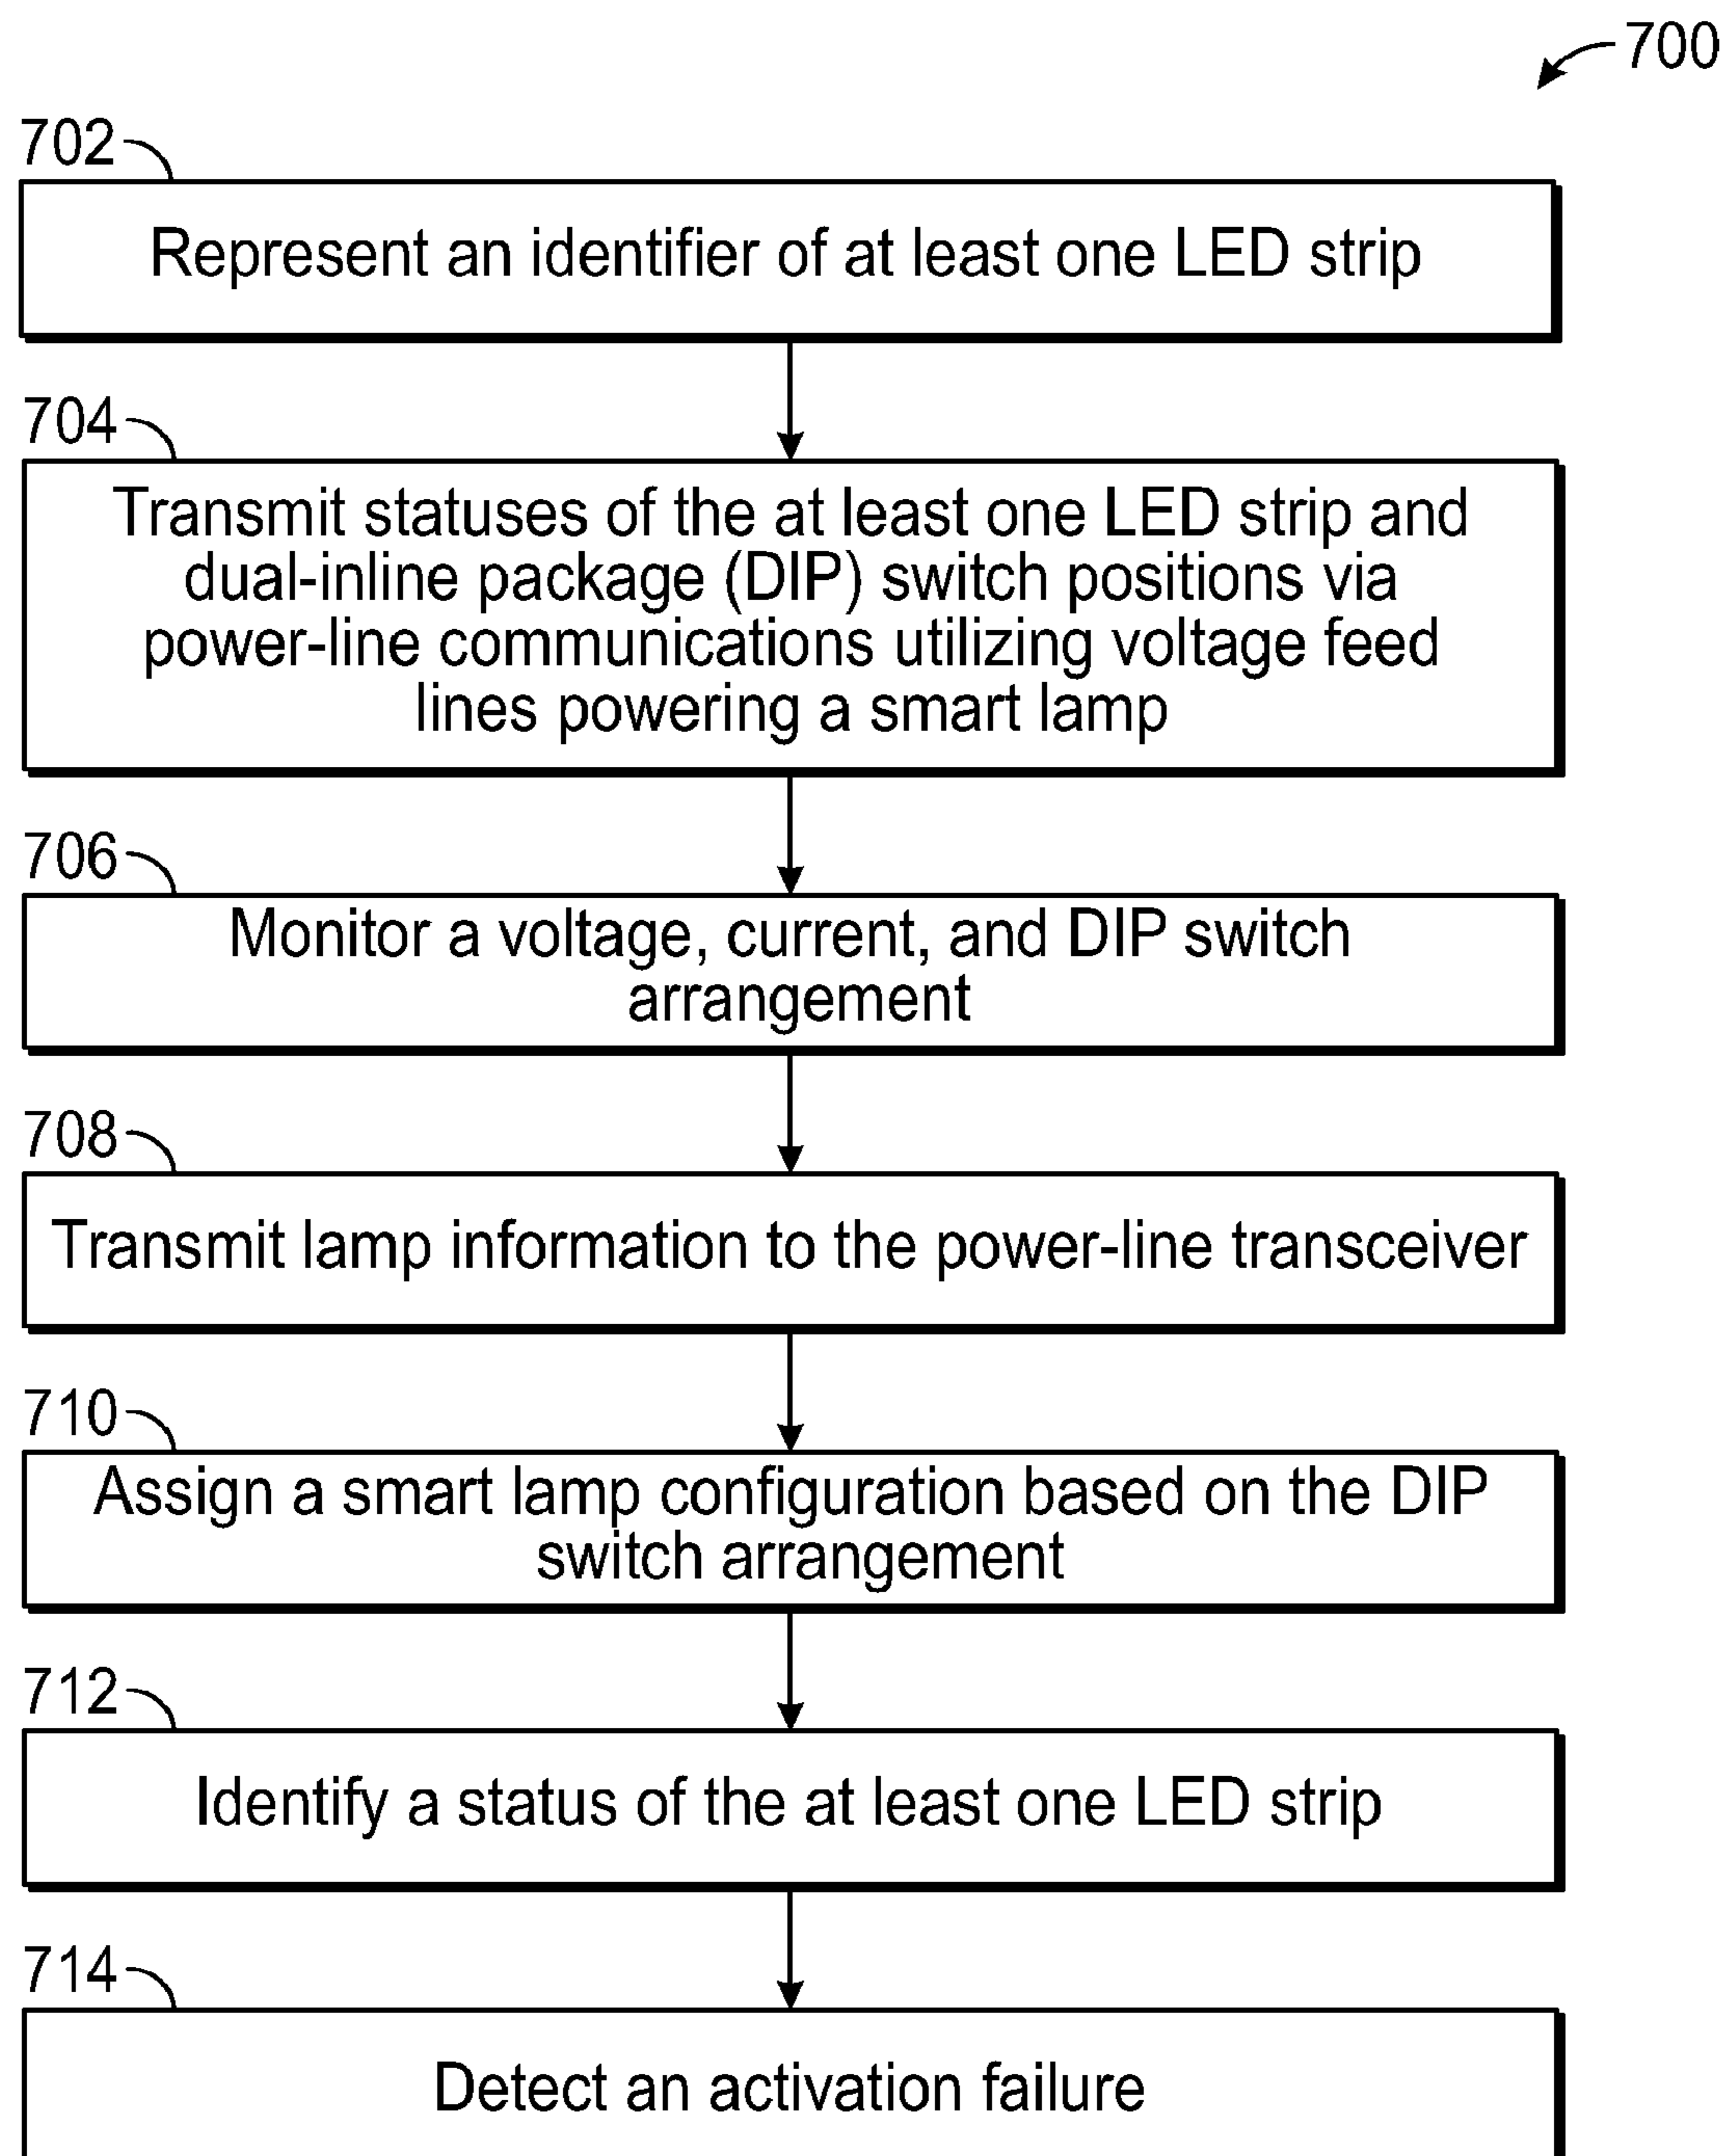 700
702
Represent an identifier of at least one LED strip
704
Transmit statuses of the at least one LED strip and
dual-inline package (DIP) switch positions via
power-line communications utilizing voltage feed
lines powering a smart lamp
706
Monitor a voltage, current, and DIP switch
arrangement
708
Transmit lamp information to the power-line transceiver
710
Assign a smart lamp configuration based on the DIP
switch arrangement
712
Identify a status of the at least one LED strip
714
Detect an activation failure